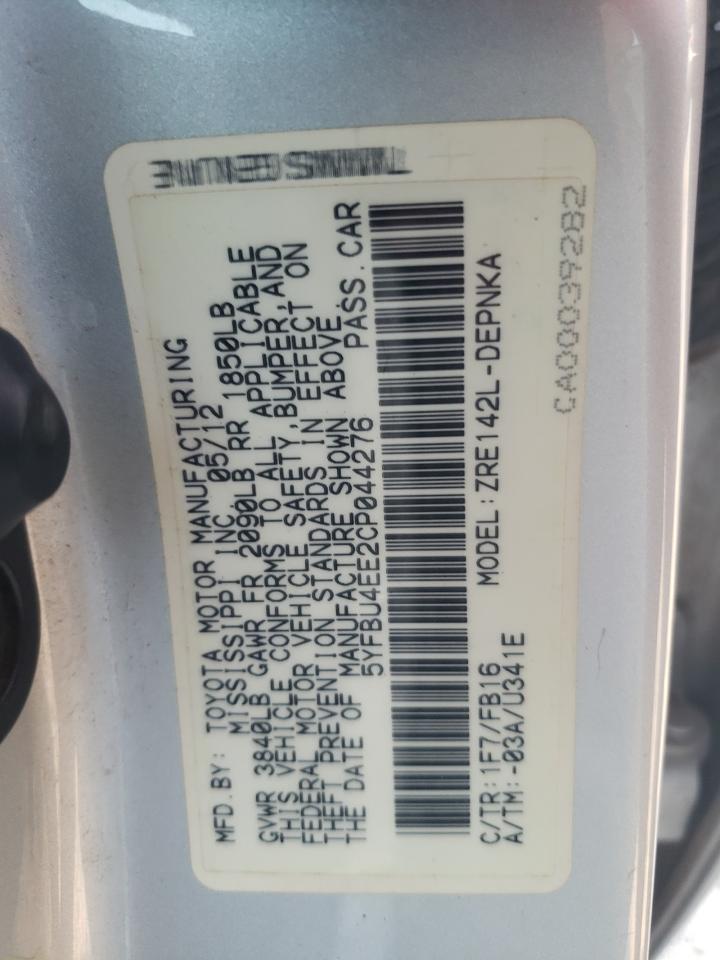 MFD.BY: TOYOTA MOTOR MANUFACTURING
MISSISSIPPI INC. 05/12
GVWR 3840LB GAWR FR 2090LB RR 1850LB
THIS VEHICLE CONFORMS TO ALL APPLICABLE
FEDERAL MOTOR VEHICLE SAFETY,BUMPER,AND
THEFT PREVENTION STANDARDS IN EFFECT ON
THE DATE OF MANUFACTURE SHOWN ABOVE.
5YFBU4EE2CP044276 PASS.CAR
C/TR:1F7/FB16 MODEL:ZRE142L-DEPNKA
A/TM:-03A/U341E
CA00039282